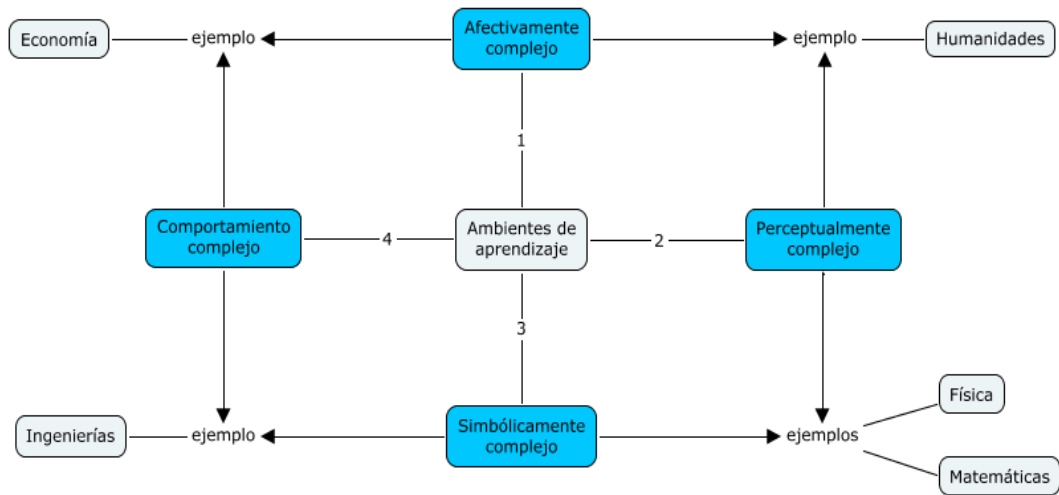 Economía
ejemplo
Afectivamente
complejo
ejemplo
Humanidades
1
Comportamiento
complejo
4
Ambientes de
aprendizaje
2
Perceptualmente
complejo
3
Ingenierías
ejemplo
Simbólicamente
complejo
ejemplos
Física
Matemáticas